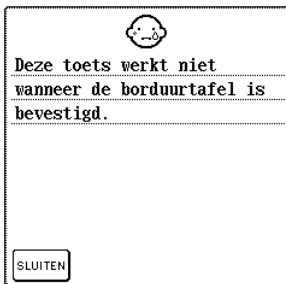 Deze toets werkt niet
wanneer de borduurtafel is
bevestigd.
SLUITEN